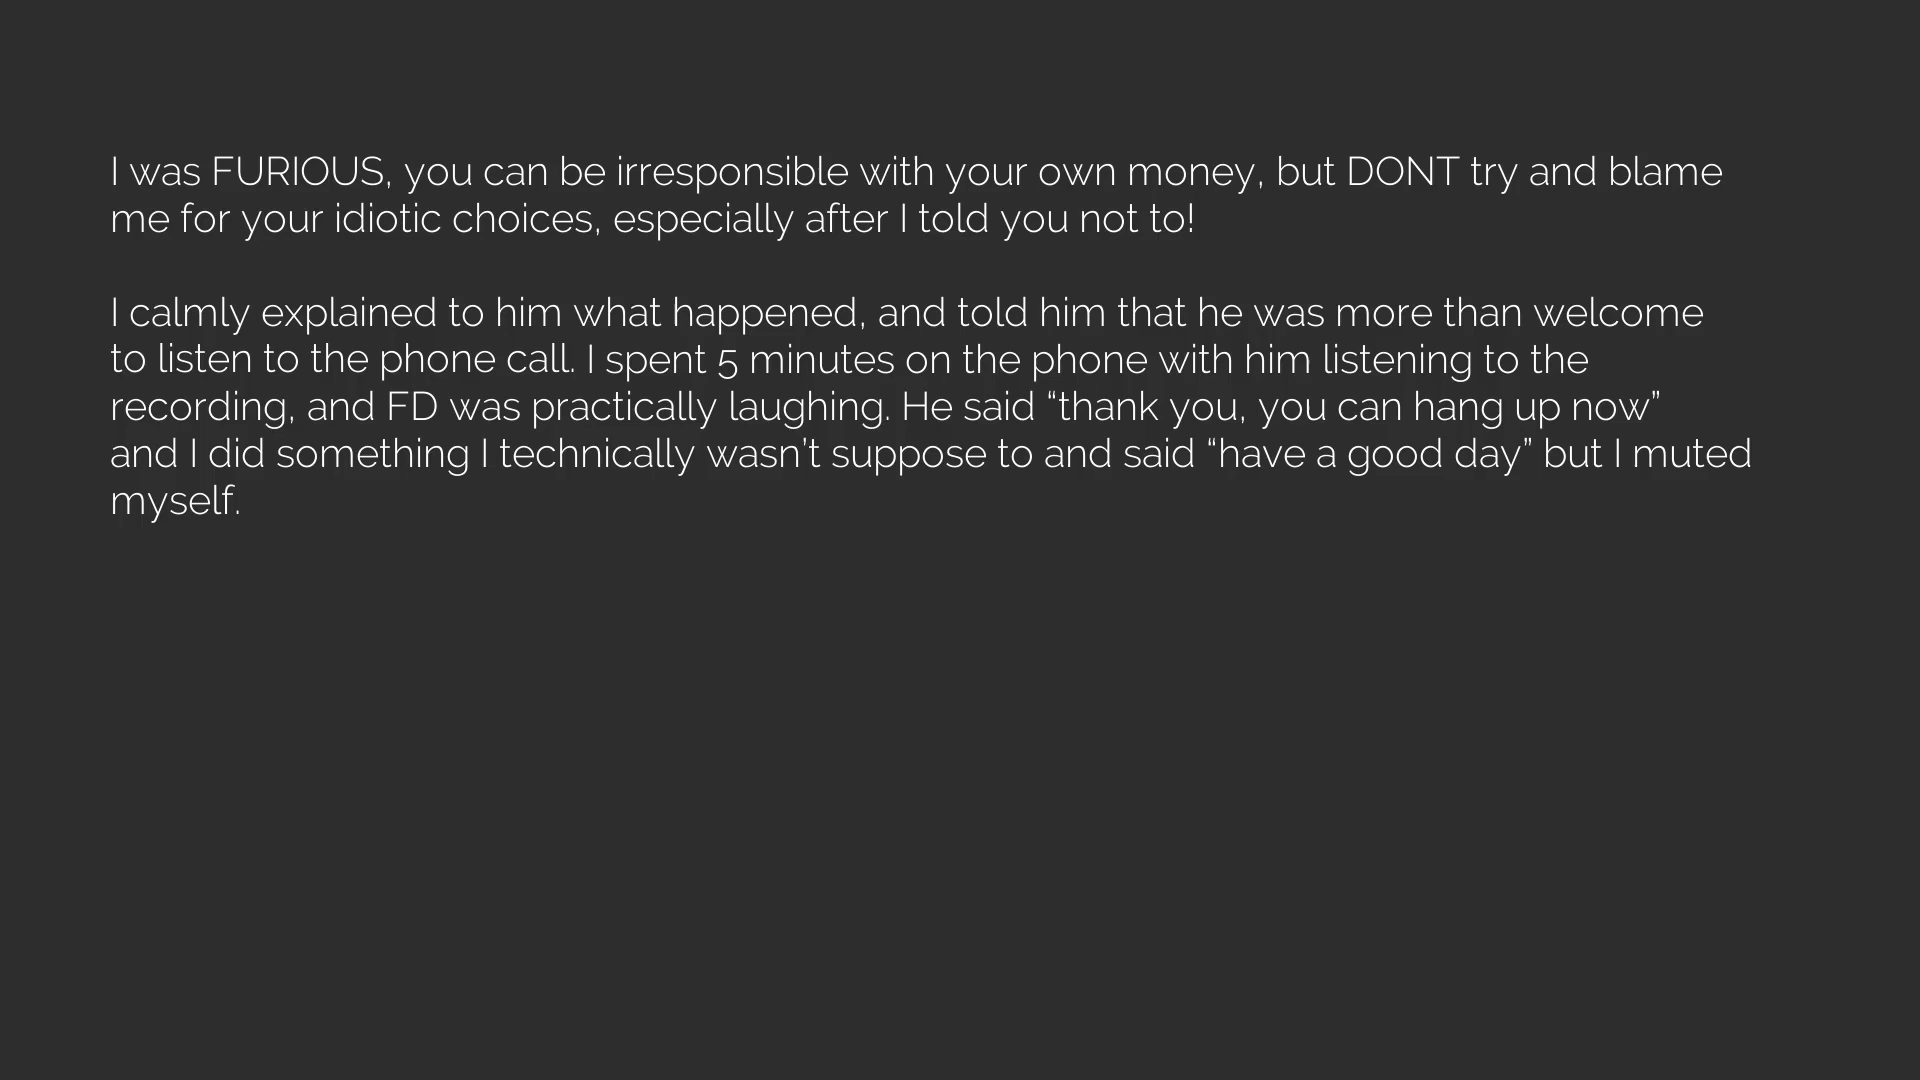 I was FURIOUS, you can be irresponsible with your own money, but DONT try and blame
me for your idiotic choices, especially after I told you not to!
I calmly explained to him what happened, and told him that he was more than welcome
to listen to the phone call. I spent 5 minutes on the phone with him listening to the
recording, and FD was practically laughing. He said “thank you, you can hang up now”
and I did something I technically wasn’t suppose to and said “have a good day” but I muted
myself.